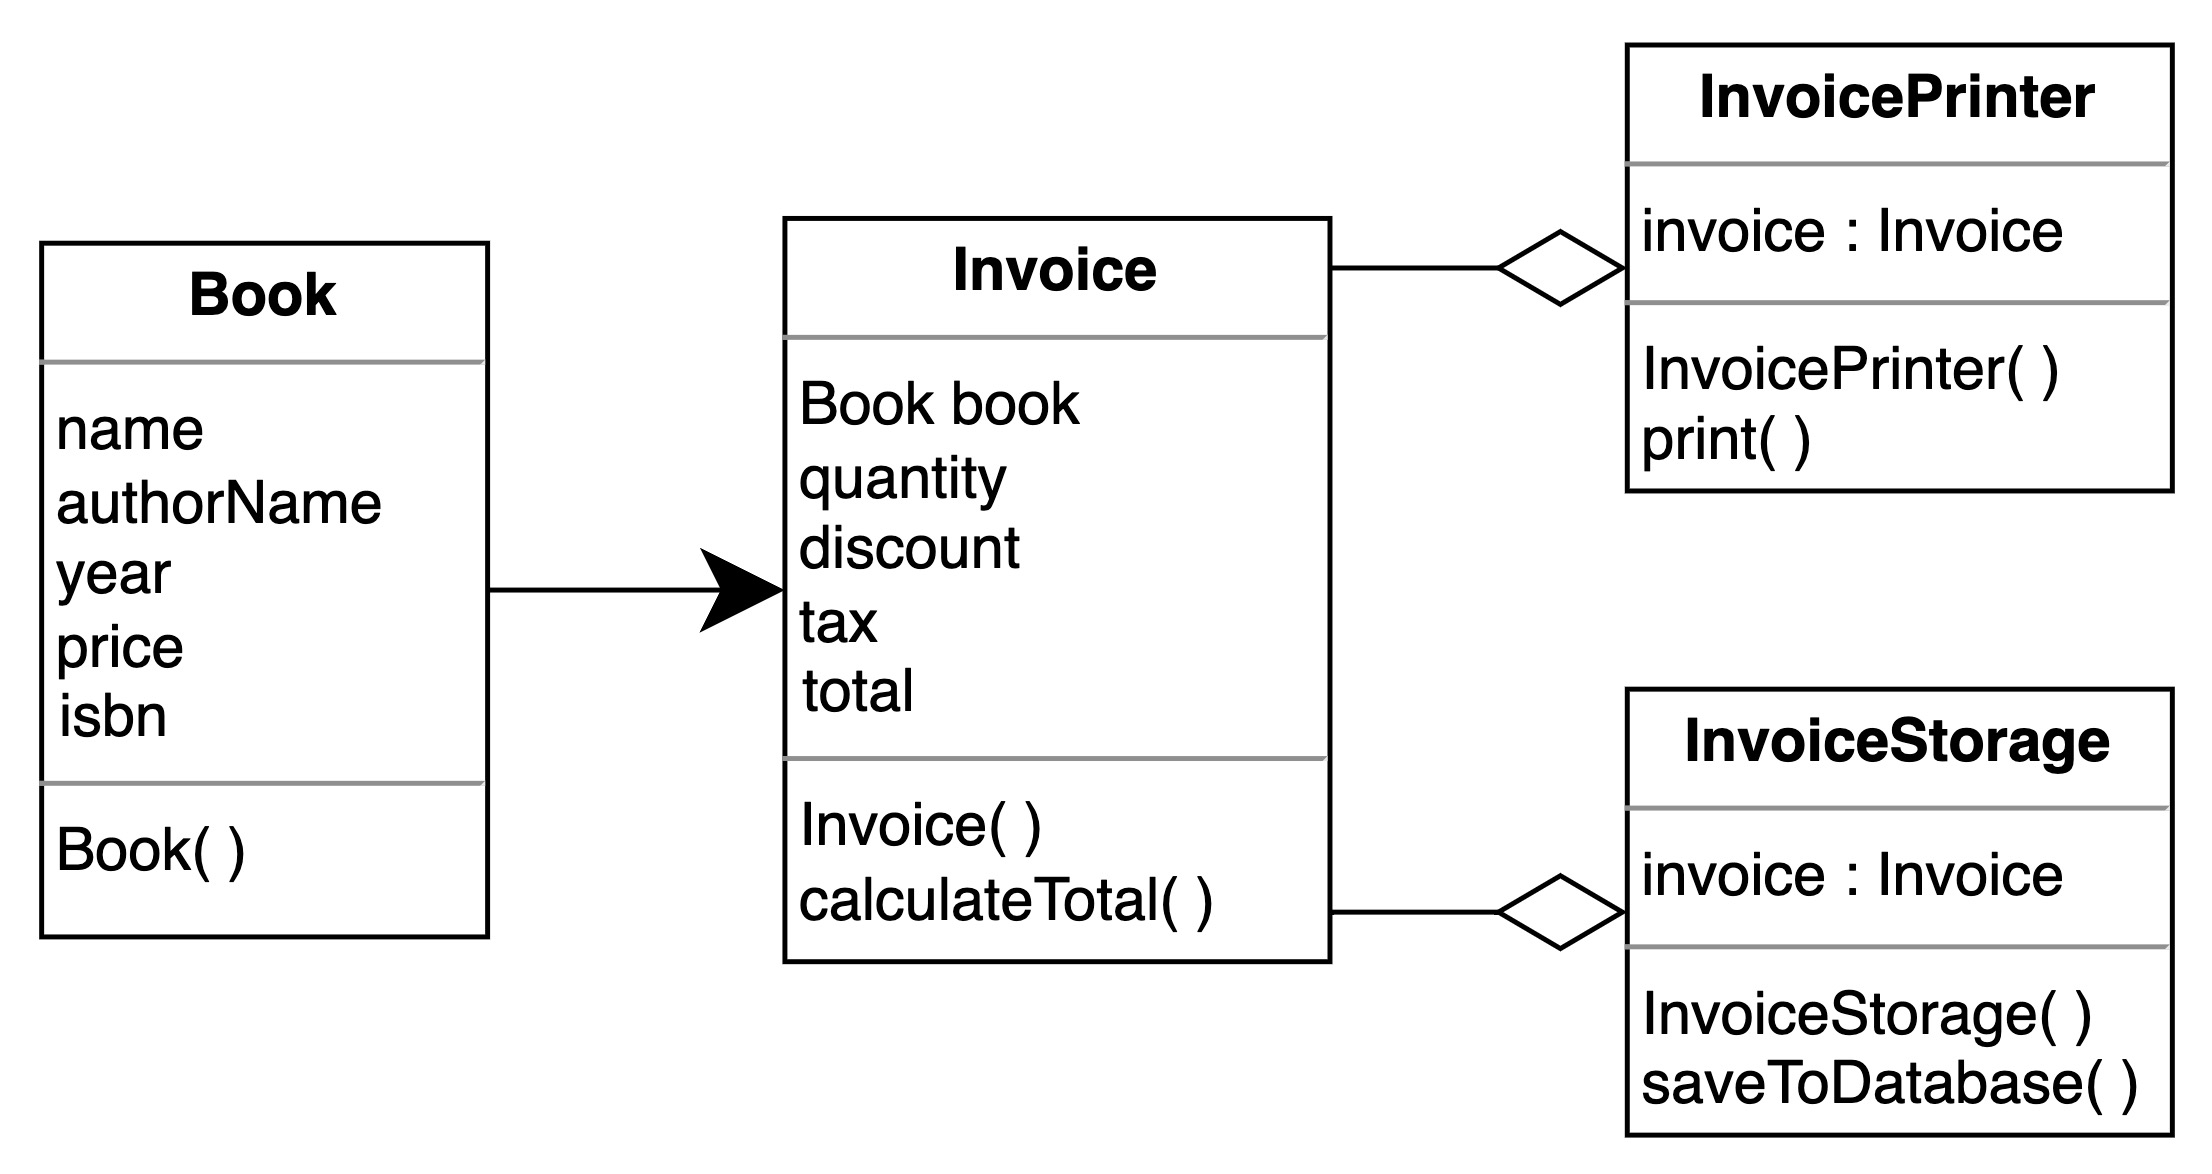 Book
name
authorName
year
price
isbn
Book( )
Invoice
Book book
quantity
discount
tax
total
Invoice( )
calculateTotal( )
InvoicePrinter
invoice : Invoice
InvoicePrinter( )
print( )
InvoiceStorage
invoice : Invoice
InvoiceStorage( )
saveToDatabase( )